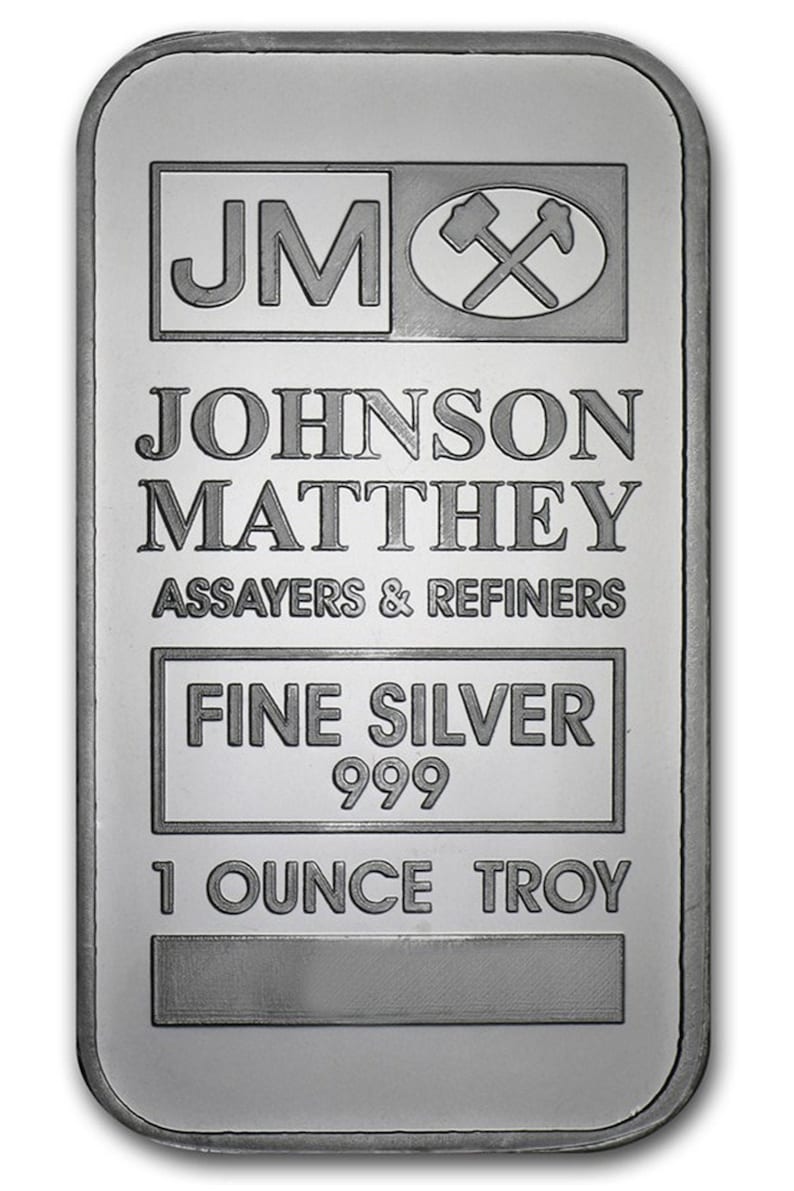 JM
JOHNSON
MATTHEY
ASSAYERS & REFINERS
FINE SILVER
999
1 OUNCE TROY